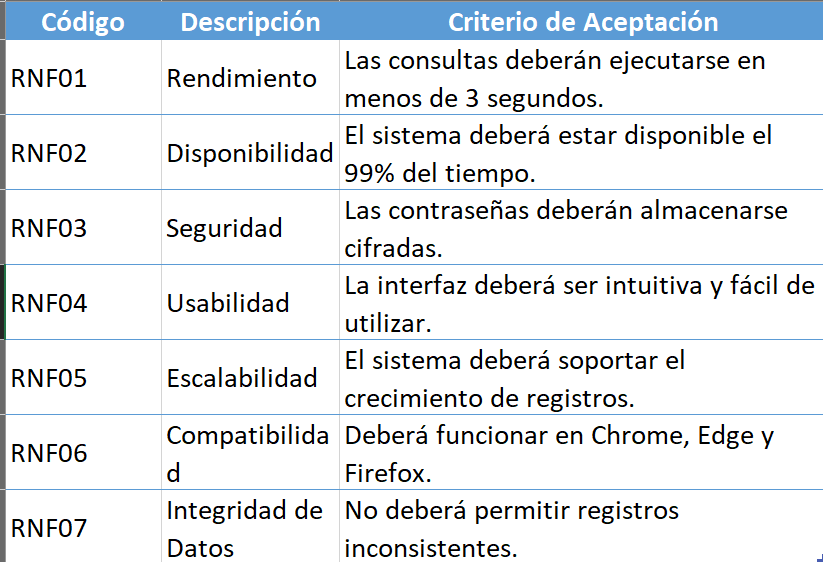 Código Descripción Criterio de Aceptación
RNF01 Rendimiento Las consultas deberán ejecutarse en
menos de 3 segundos.
RNF02 Disponibilidad El sistema deberá estar disponible el
99% del tiempo.
RNF03 Seguridad Las contraseñas deberán almacenarse
cifradas.
RNF04 Usabilidad La interfaz deberá ser intuitiva y fácil de
utilizar.
RNF05 Escalabilidad El sistema deberá soportar el
crecimiento de registros.
RNF06 Compatibilida Deberá funcionar en Chrome, Edge y
d Firefox.
RNF07 Integridad de No deberá permitir registros
Datos inconsistentes.